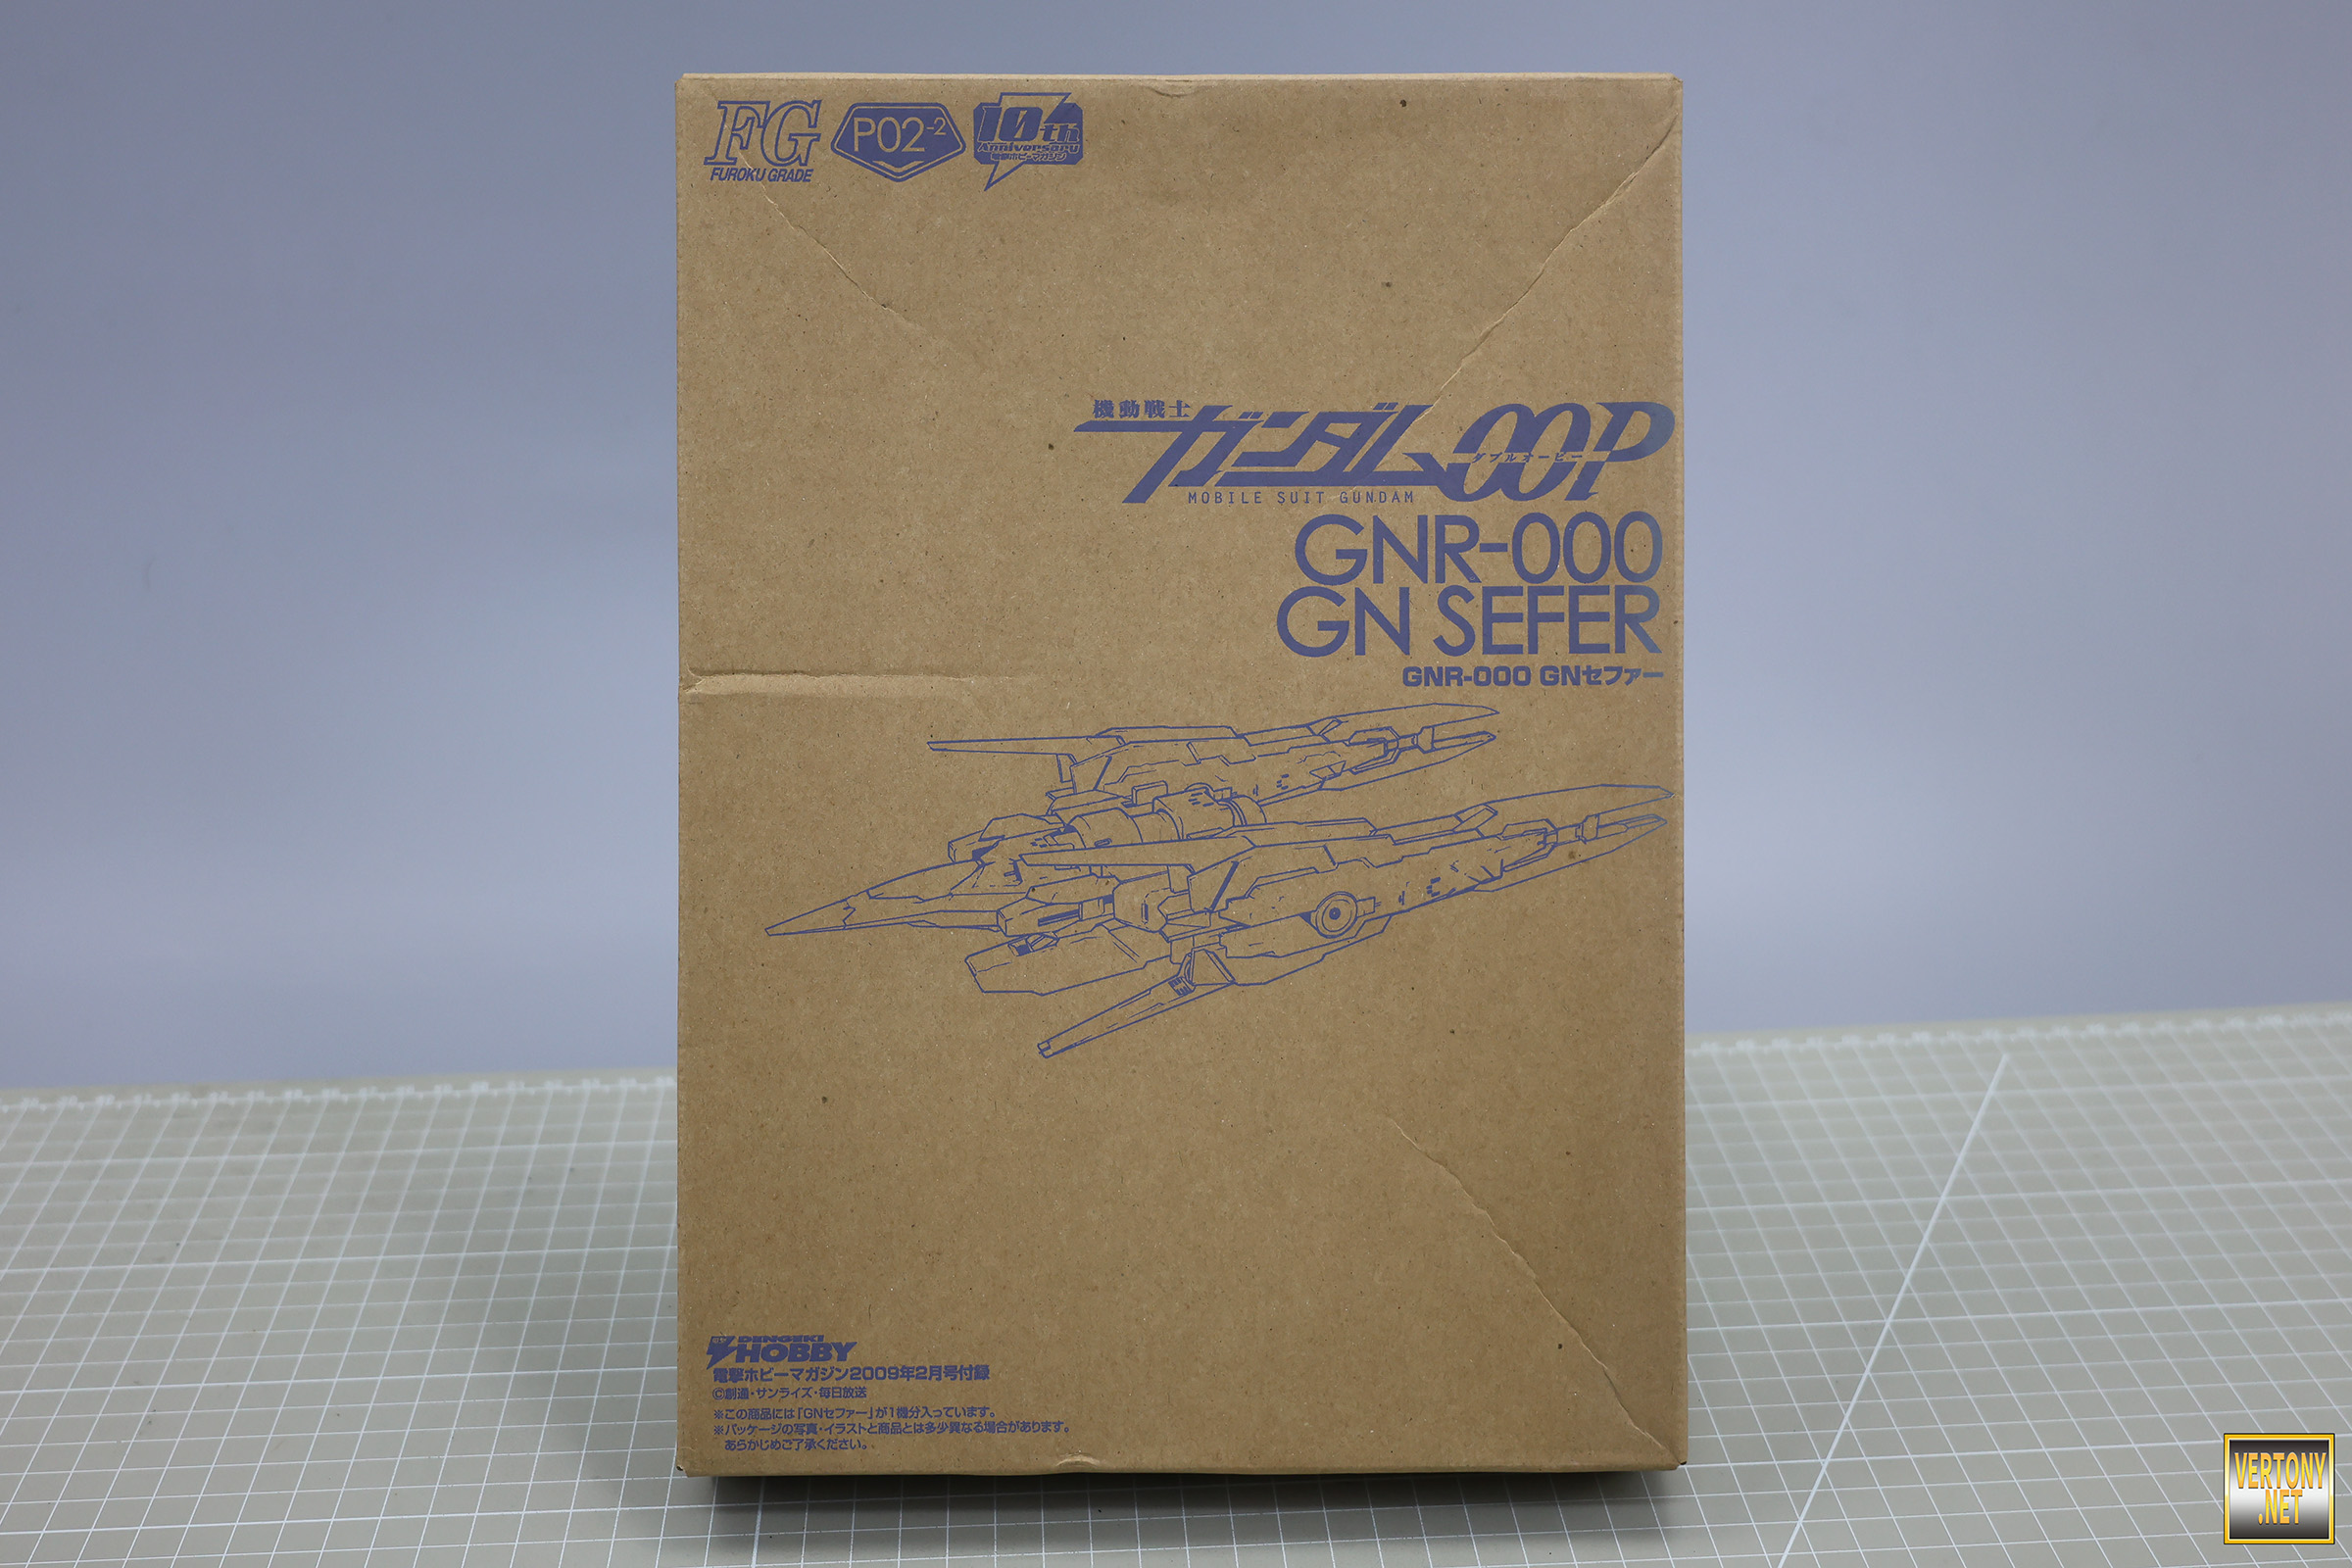 FG
FUROKU GRADE
P02-2
10th
Anniversary
電撃ホビーマガジン
機動戦士
ガンダム00P
ダブルオーピー
MOBILE SUIT GUNDAM
GNR-000
GN SEFER
GNR-000 GNセファー
DENGEKI
HOBBY
電撃ホビーマガジン2009年2月号付録
©創通・サンライズ・毎日放送
※この商品には「GNセファー」が1機分入っています。
※パッケージの写真・イラストと商品とは多少異なる場合があります。
あらかじめご了承ください。
VERTONY
.NET